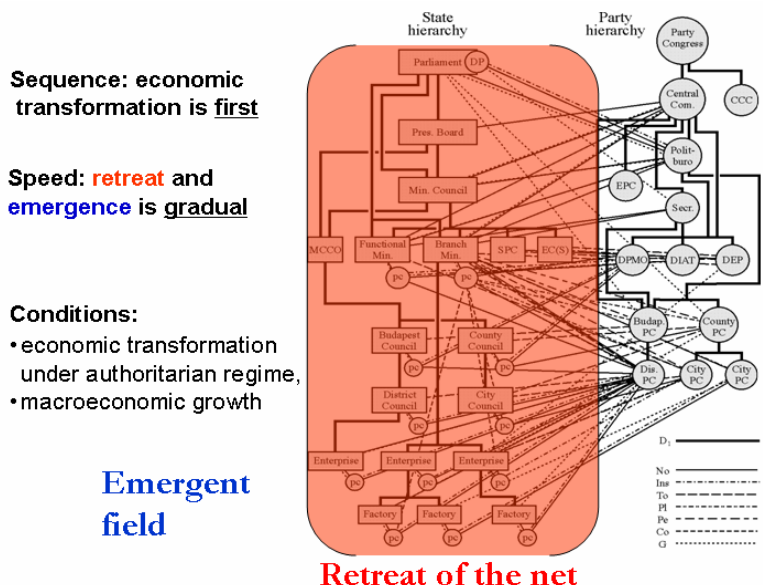 State
hierarchy
Party
hierarchy
Sequence: economic
transformation is first
Speed: retreat and
emergence is gradual
Conditions:
•economic transformation
under authoritarian regime,
•macroeconomic growth
Emergent
field
Retreat of the net
Parliament
DP
Pres. Board
Min. Council
MCCO
Functional
Min.
Branch
Min.
SPC
EC(S)
pc
pc
Budapest
Council
County
Council
pc
pc
District
Council
City
Council
pc
pc
Enterprise
Enterprise
Enterprise
pc
pc
pc
Factory
Factory
Factory
pc
pc
pc
Party
Congress
Central
Com.
CCC
Polit-
buro
EPC
Secr.
DPMO
DIAT
DEP
Budap.
PC
County
PC
Dis.
PC
City
PC
City
PC
D₁
No
Ins
To
Pl
Pe
Co
G